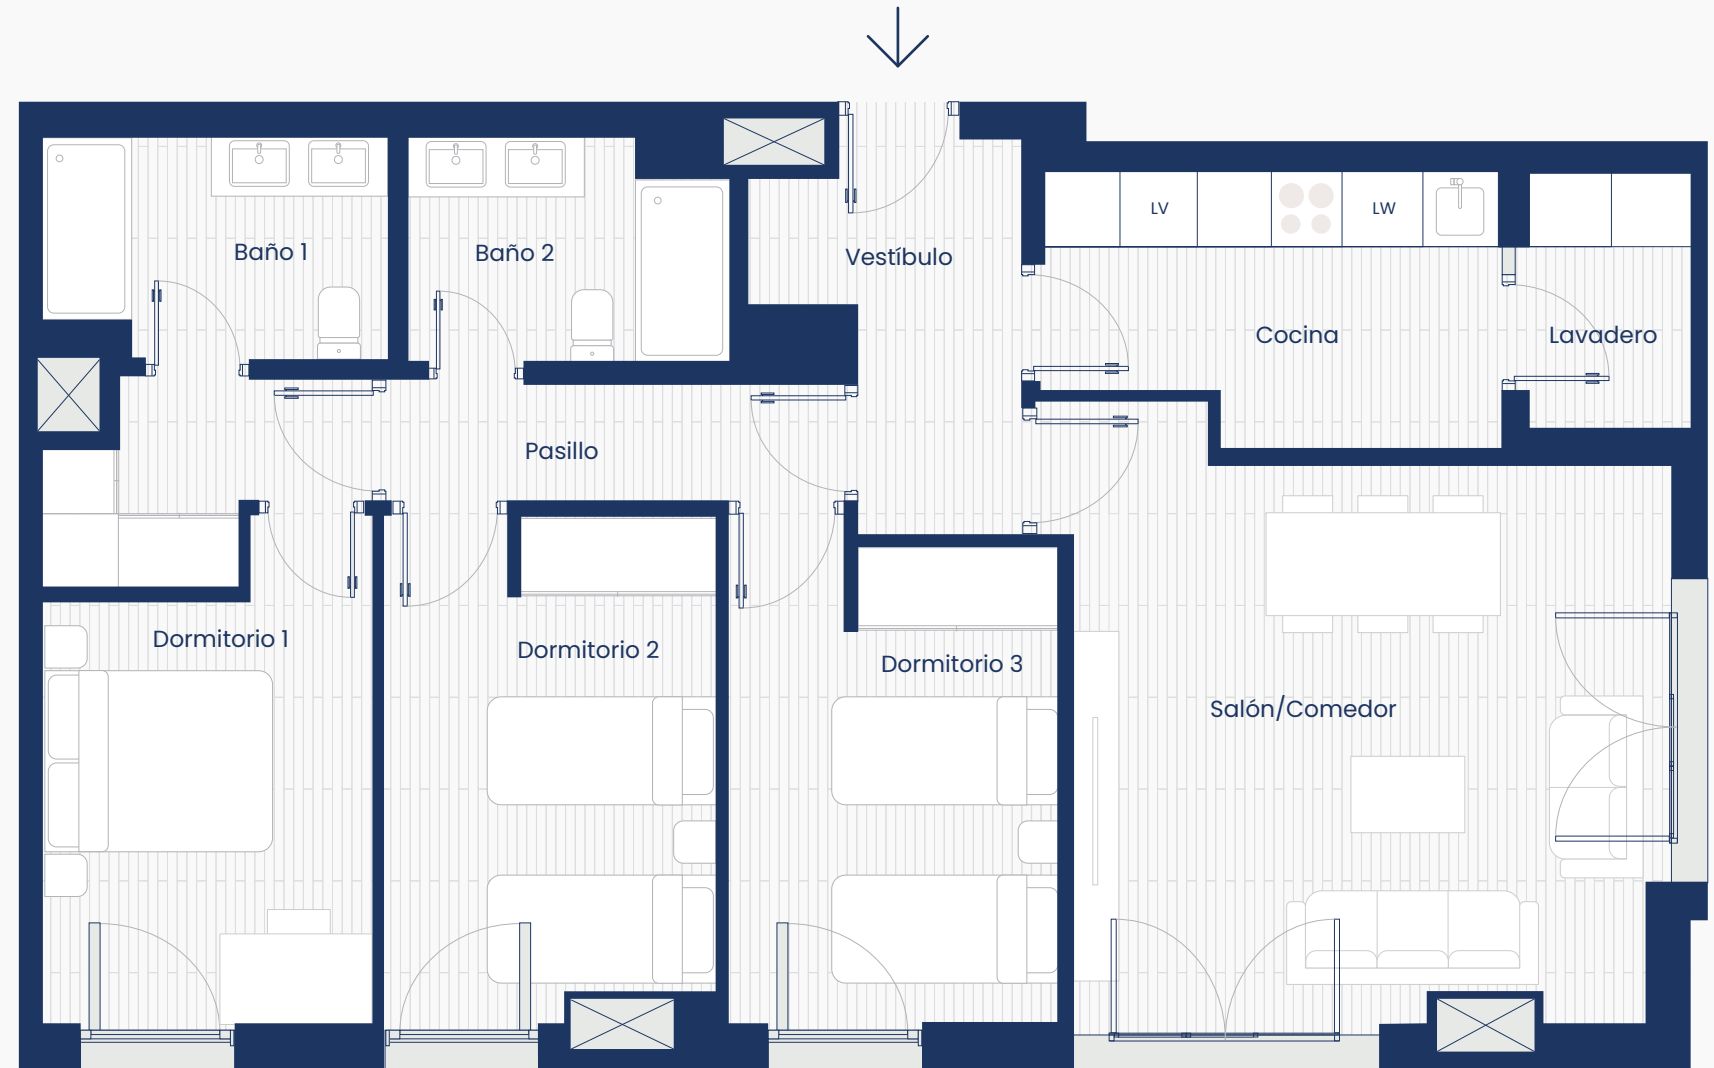 LV
LW
Baño 1
Baño 2
Vestíbulo
Cocina
Lavadero
Pasillo
Dormitorio 1
Dormitorio 2
Dormitorio 3
Salón/Comedor